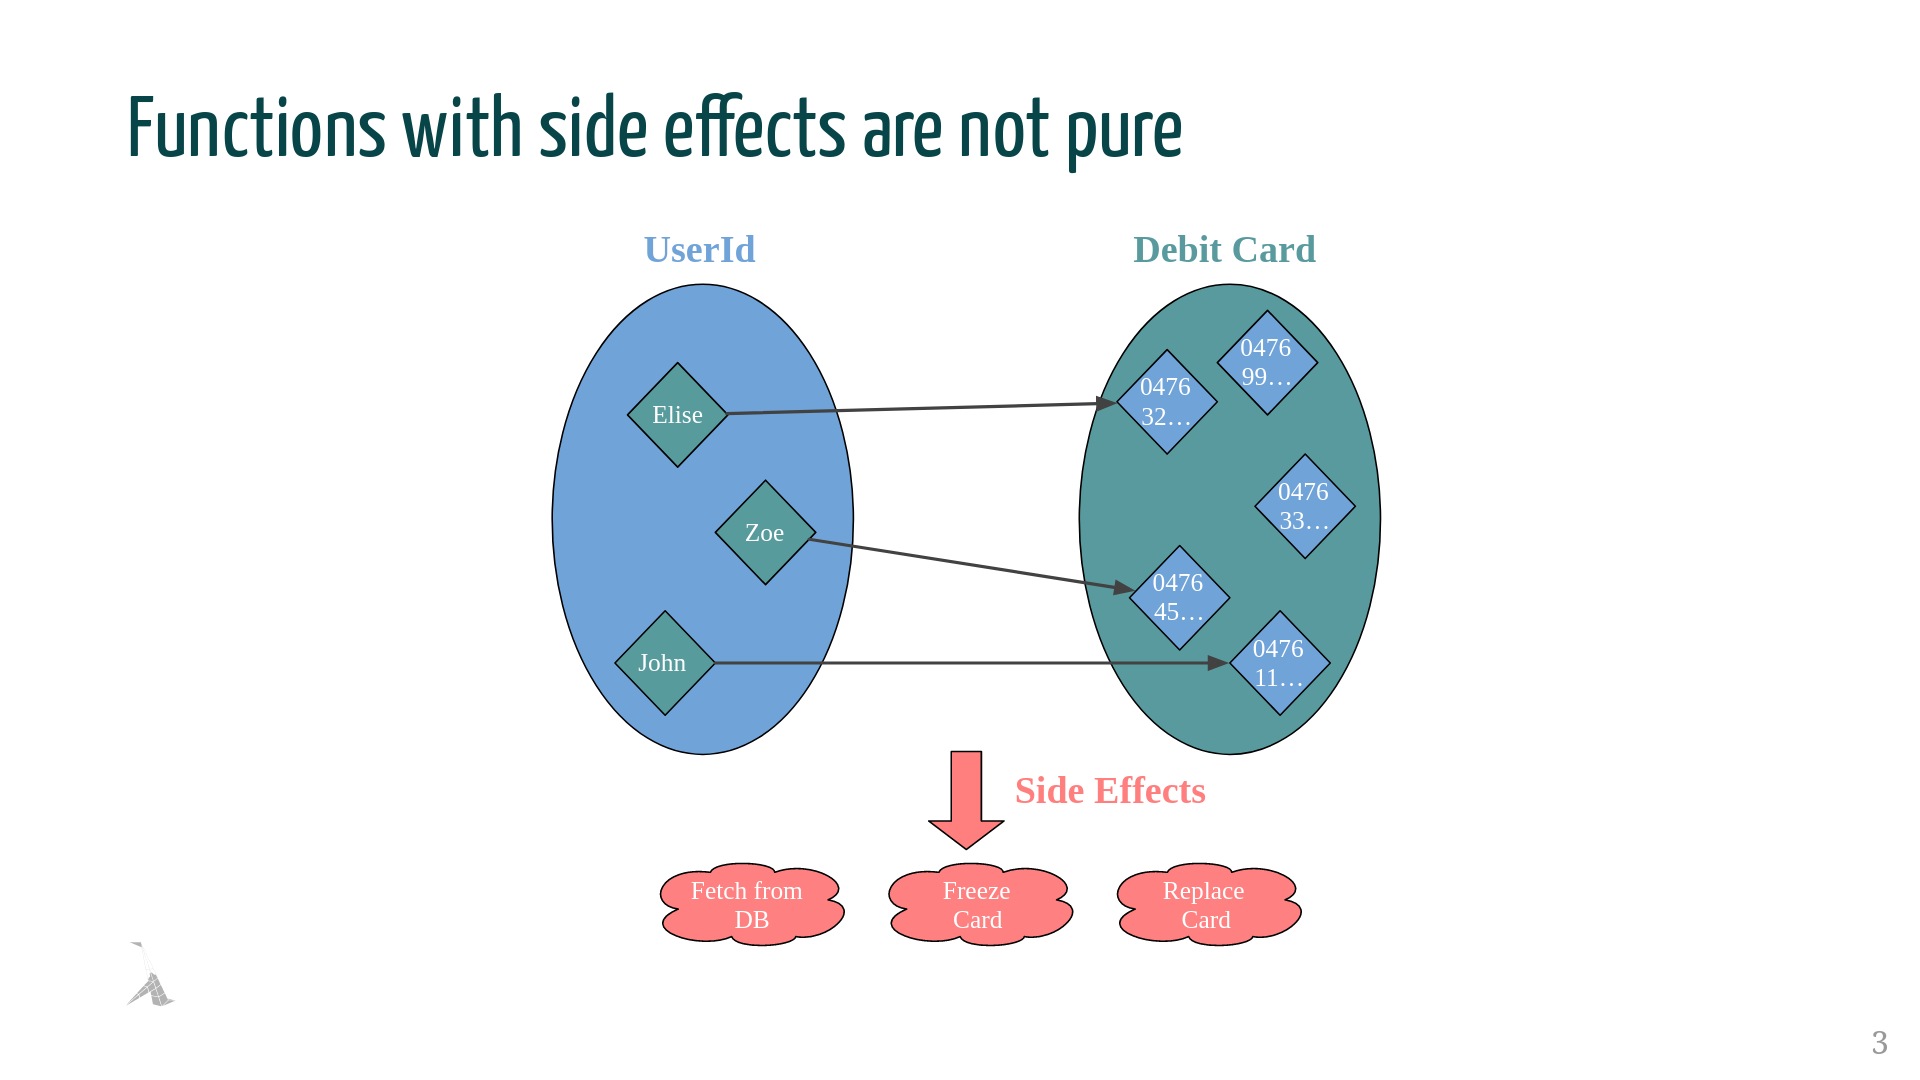 Functions with side effects are not pure
UserId
Debit Card
0476
99…
0476
32…
Elise
0476
33…
Zoe
0476
45…
John
0476
11…
Side Effects
Fetch from
DB
Freeze
Card
Replace
Card
3